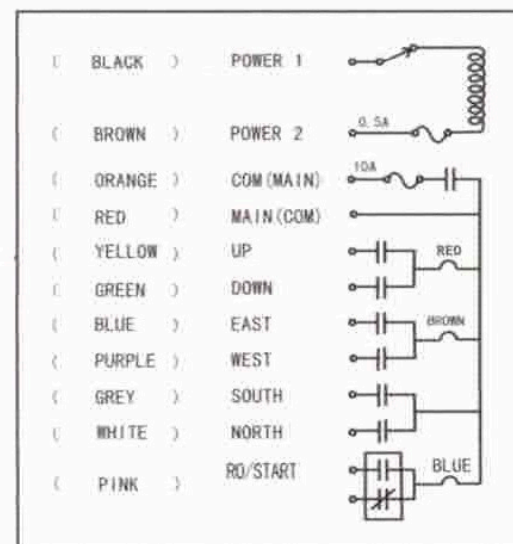 ( BLACK ) POWER 1
0.5A
( BROWN ) POWER 2
10A
( ORANGE ) COM(MAIN)
( RED ) MAIN(COM)
( YELLOW ) UP RED
( GREEN ) DOWN
( BLUE ) EAST BROWN
( PURPLE ) WEST
( GREY ) SOUTH
( WHITE ) NORTH
RO/START BLUE
( PINK )